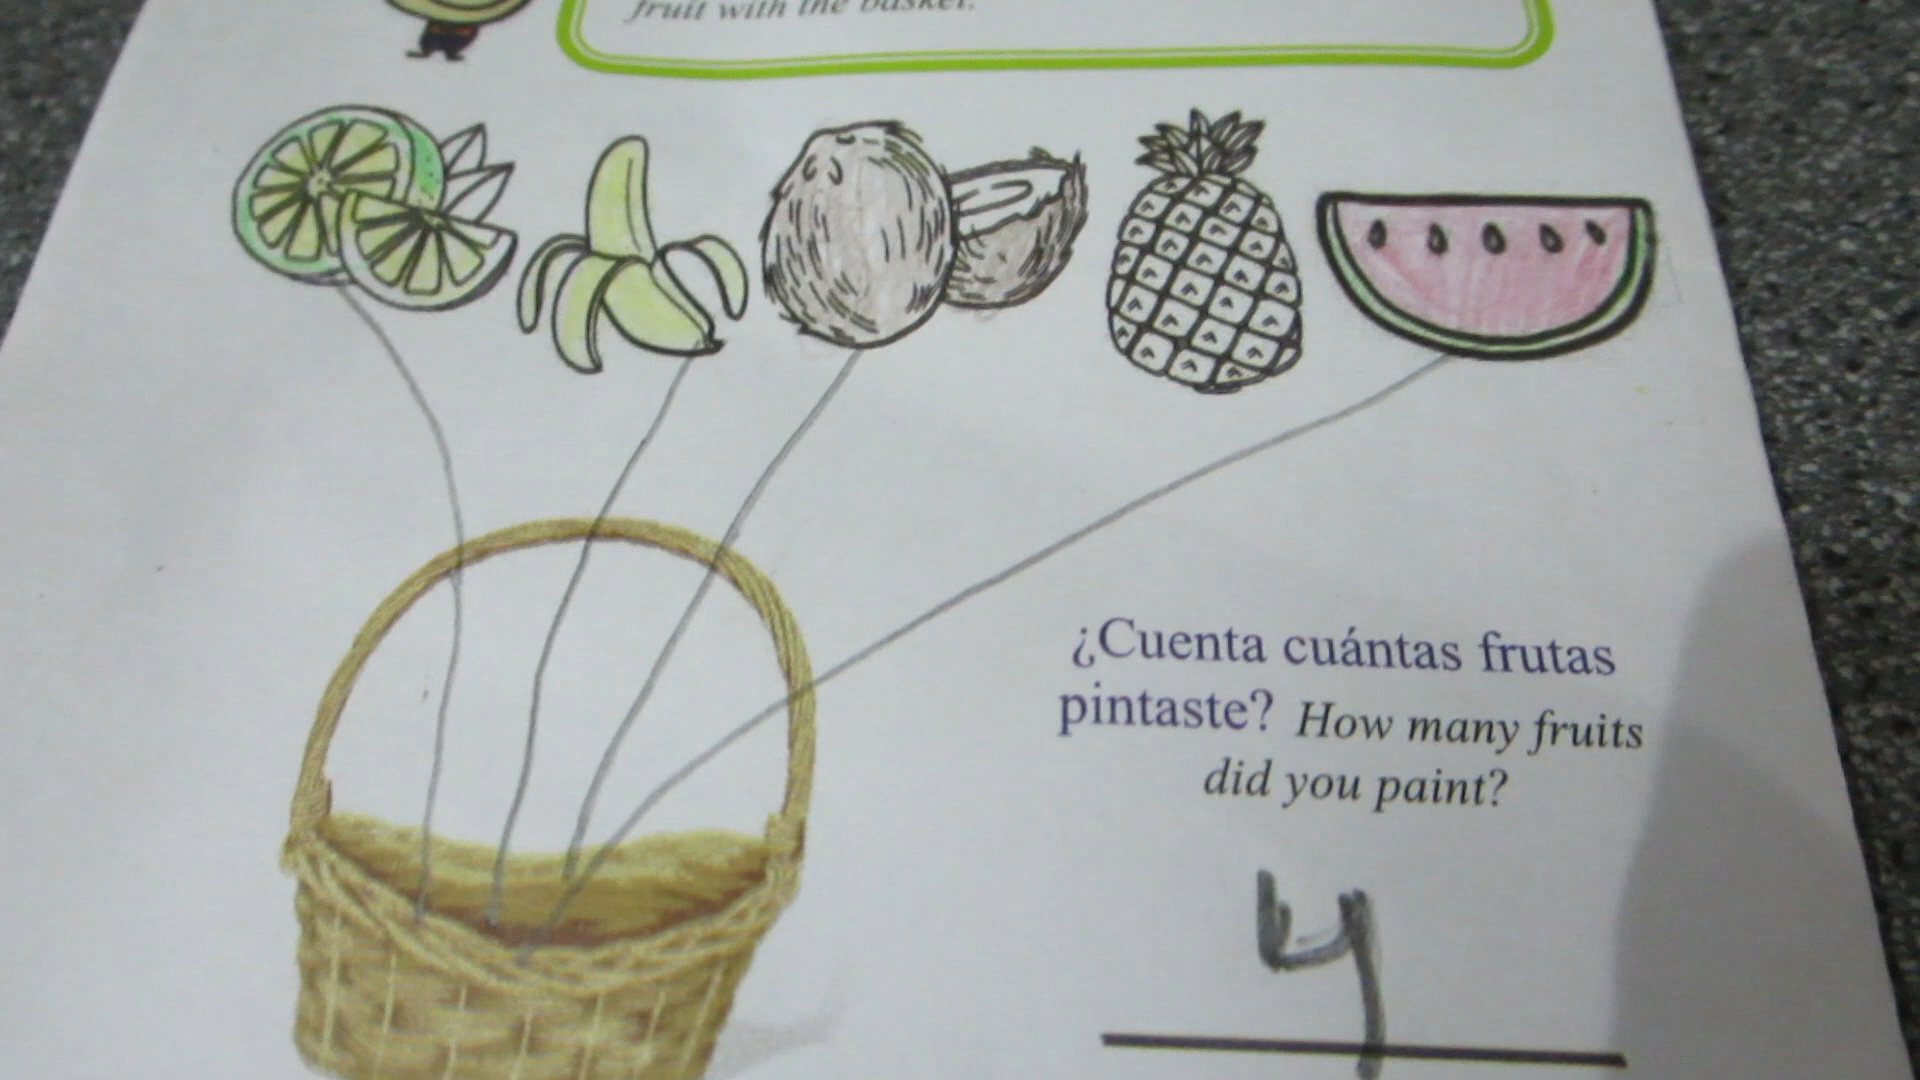 fruit with the basket.
¿Cuenta cuántas frutas
pintaste? How many fruits
did you paint?
4